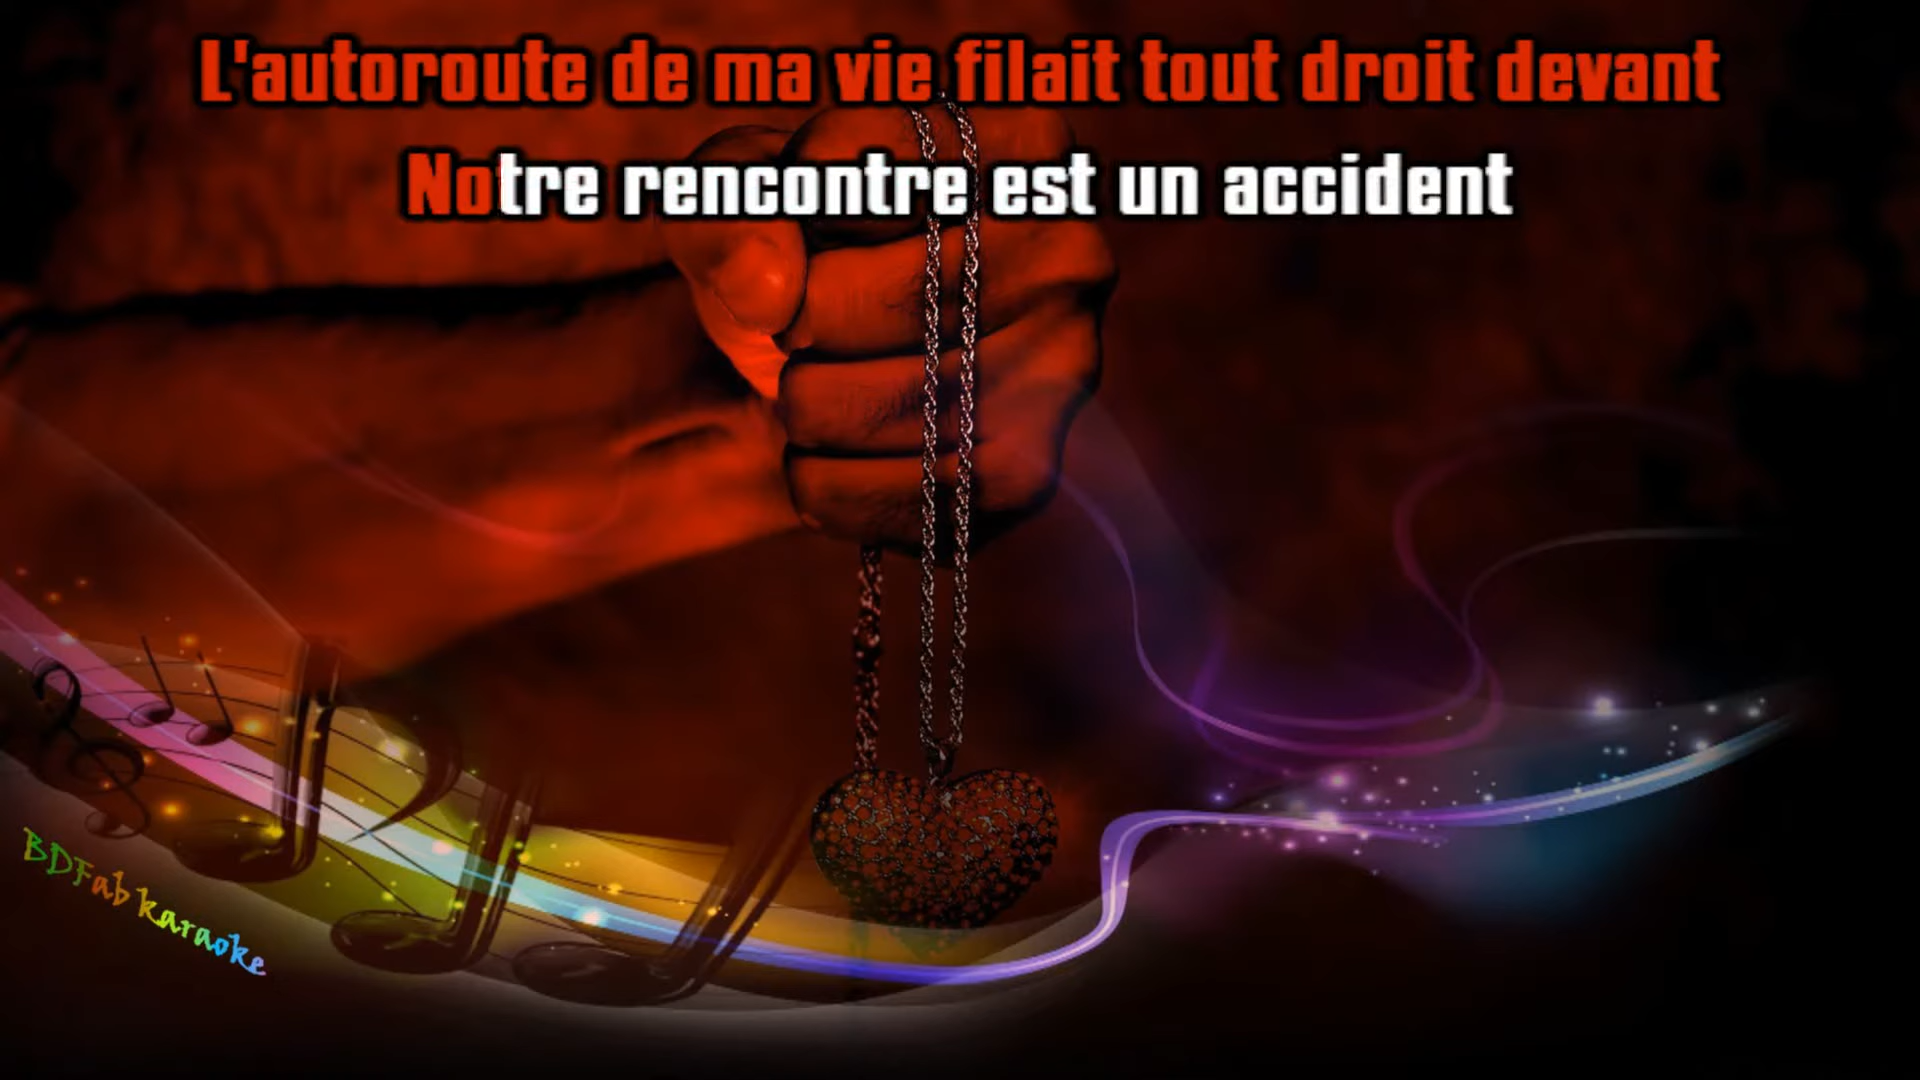 L'autoroute de ma vie filait tout droit devant
Notre rencontre est un accident
BDFab karaoke